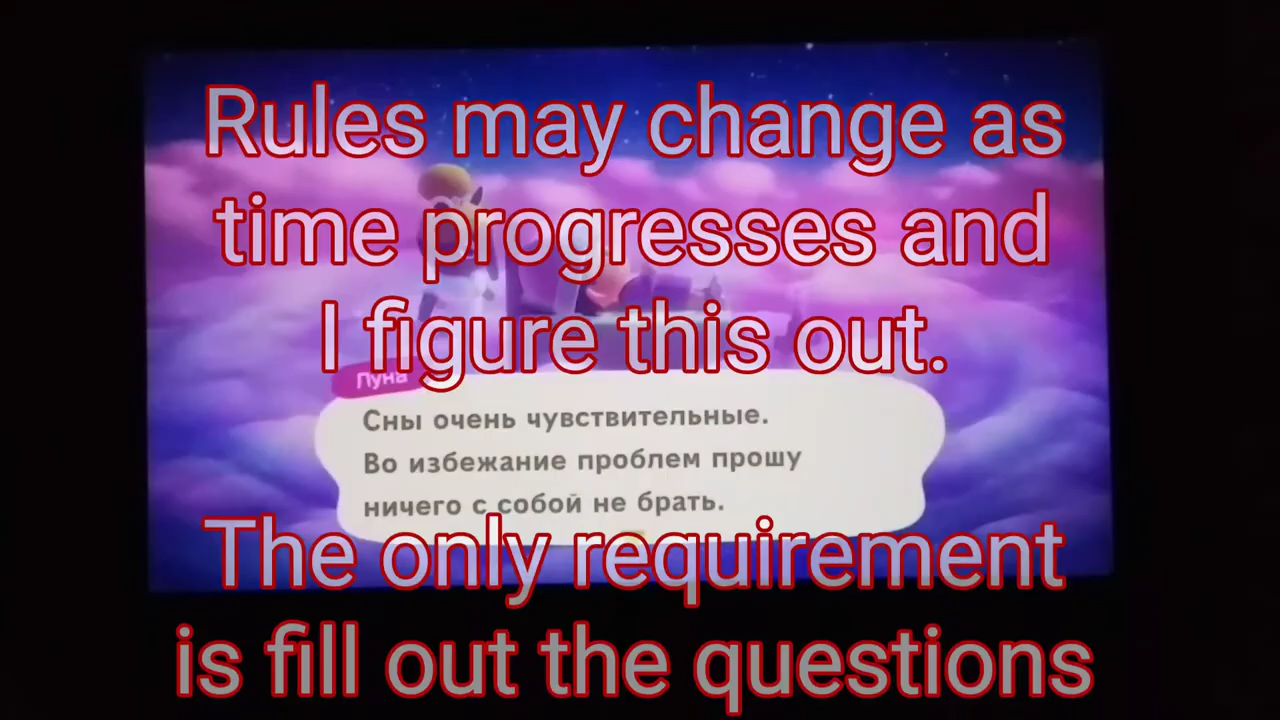 Rules may change as
time progresses and
I figure this out.
Луна
Сны очень чувствительные.
Во избежание проблем прошу
ничего с собой не брать.
The only requirement
is fill out the questions